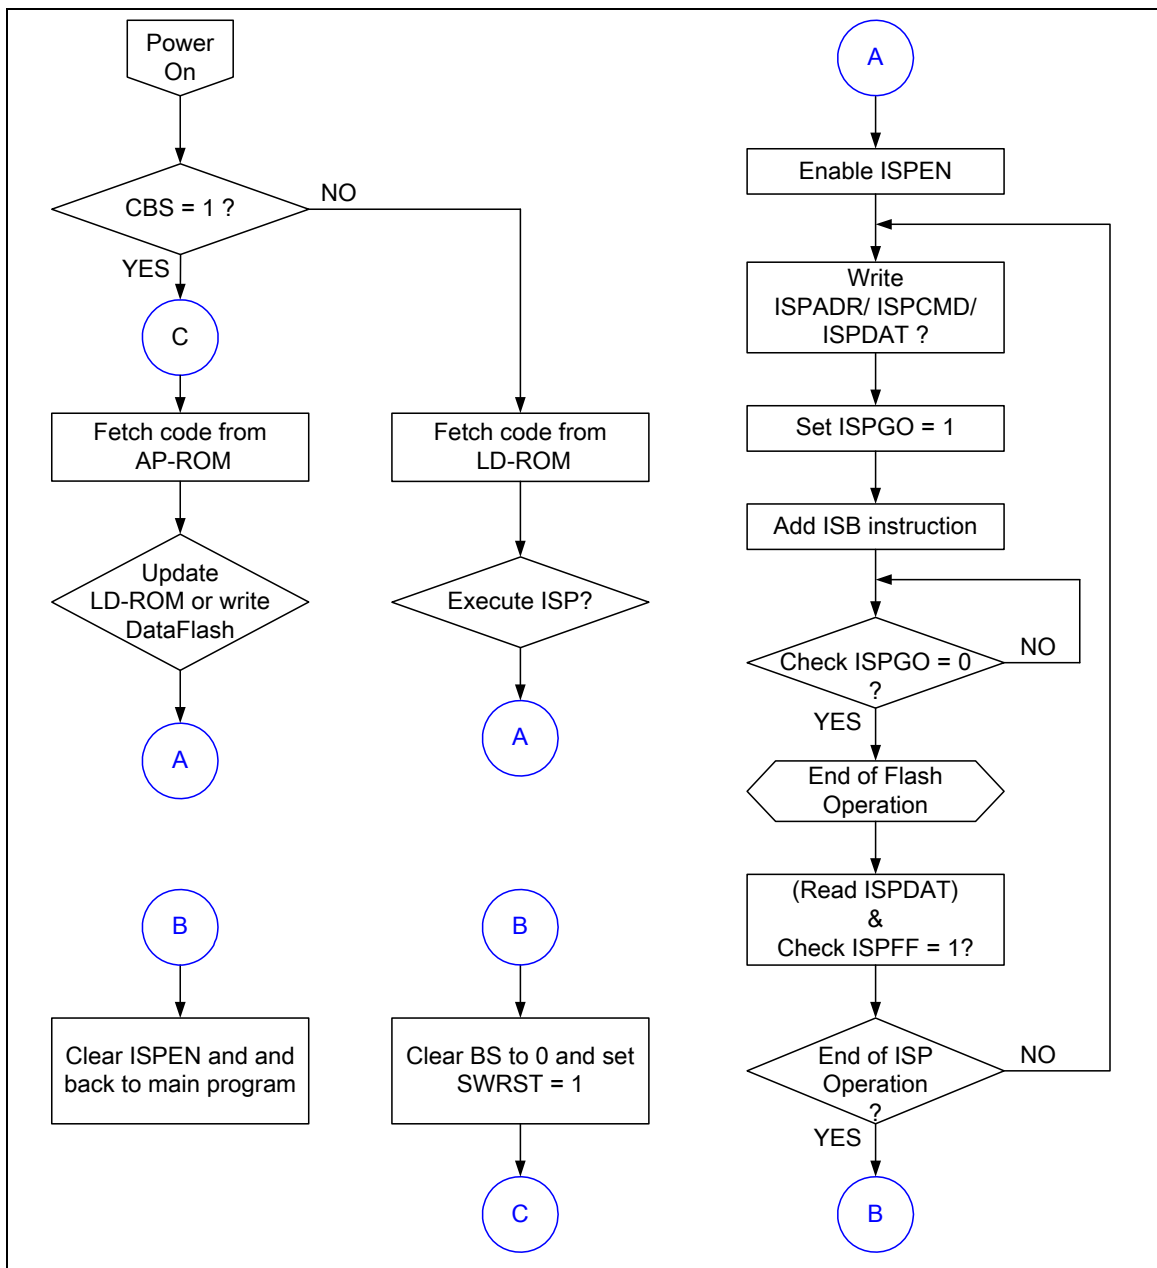 Power
On
CBS = 1 ?
NO
YES
C
Fetch code from
AP-ROM
Fetch code from
LD-ROM
Update
LD-ROM or write
DataFlash
Execute ISP?
A
A
B
B
Clear ISPEN and and
back to main program
Clear BS to 0 and set
SWRST = 1
C
A
Enable ISPEN
Write
ISPADR/ ISPCMD/
ISPDAT ?
Set ISPGO = 1
Add ISB instruction
Check ISPGO = 0
?
NO
YES
End of Flash
Operation
(Read ISPDAT)
&
Check ISPFF = 1?
End of ISP
Operation
?
NO
YES
B